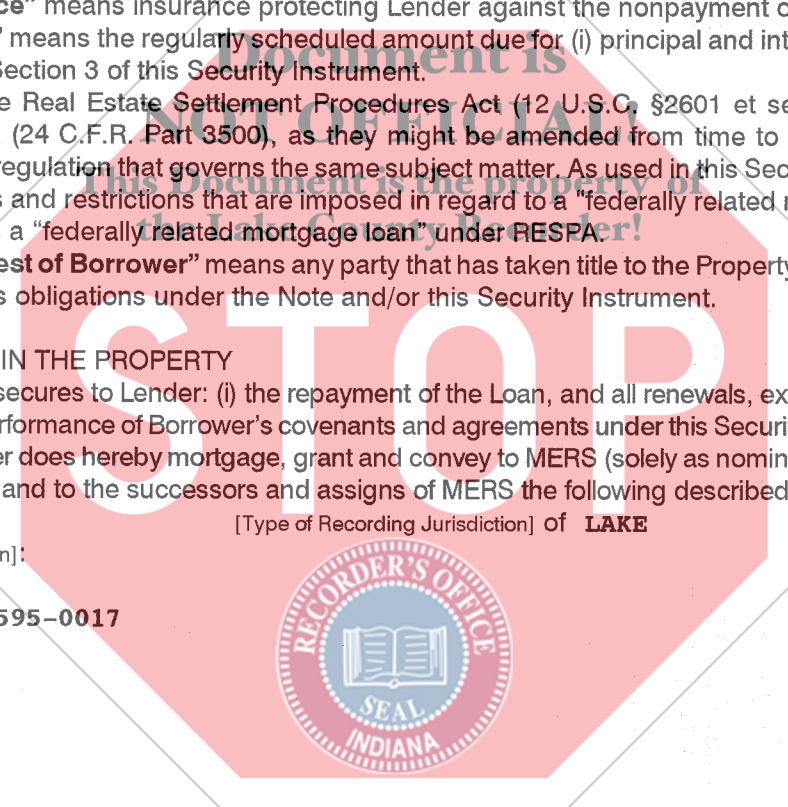 ce” means insurance protecting Lender against the nonpayment o
” means the regularly scheduled amount due for (i) principal and int
Section 3 of this Security Instrument.
e Real Estate Settlement Procedures Act (12 U.S.C. §2601 et se
(24 C.F.R. Part 3500), as they might be amended from time to
regulation that governs the same subject matter. As used in this Sec
s and restrictions that are imposed in regard to a “federally related
a “federally related mortgage loan” under RESPA.
est of Borrower” means any party that has taken title to the Property
s obligations under the Note and/or this Security Instrument.
IN THE PROPERTY
secures to Lender: (i) the repayment of the Loan, and all renewals, ex
rformance of Borrower’s covenants and agreements under this Securi
er does hereby mortgage, grant and convey to MERS (solely as nomin
and to the successors and assigns of MERS the following described
[Type of Recording Jurisdiction] of LAKE
n]:
595-0017
Document is
NOT OFFICIAL!
This Document is the property of
the Lake County Recorder!
STOP
RECORDER'S OFFICE
SEAL
INDIANA